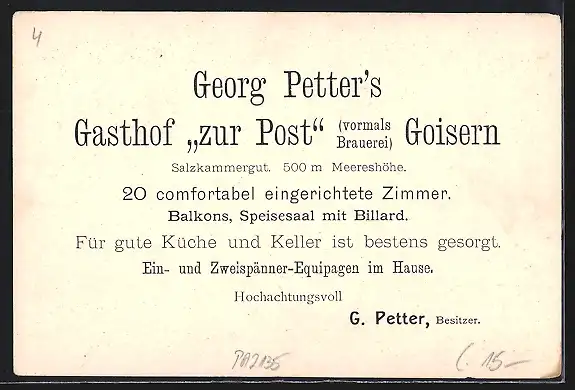 4
Georg Petter's
Gasthof „zur Post“ (vormals Brauerei) Goisern
Salzkammergut. 500 m Meereshöhe.
20 comfortabel eingerichtete Zimmer.
Balkons, Speisesaal mit Billard.
Für gute Küche und Keller ist bestens gesorgt.
Ein- und Zweispänner-Equipagen im Hause.
Hochachtungsvoll
G. Petter, Besitzer.
15-